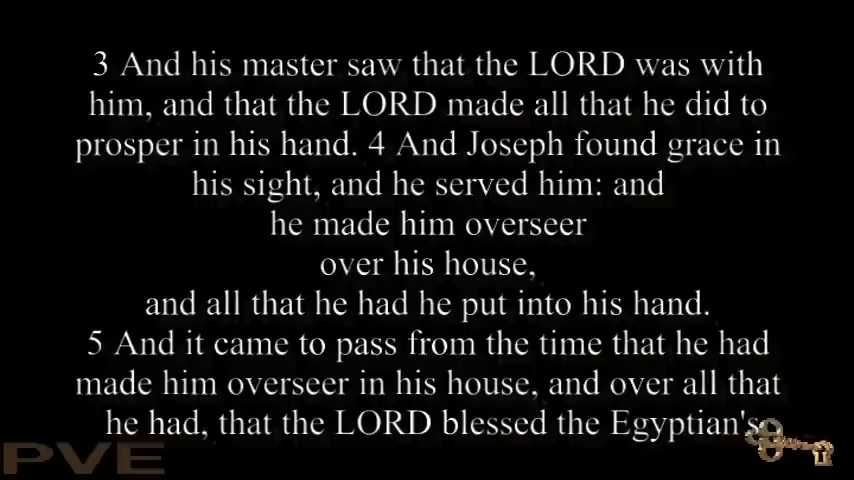 3 And his master saw that the LORD was with
him, and that the LORD made all that he did to
prosper in his hand. 4 And Joseph found grace in
his sight, and he served him: and
he made him overseer
over his house,
and all that he had he put into his hand.
5 And it came to pass from the time that he had
made him overseer in his house, and over all that
he had, that the LORD blessed the Egyptian's
PVE